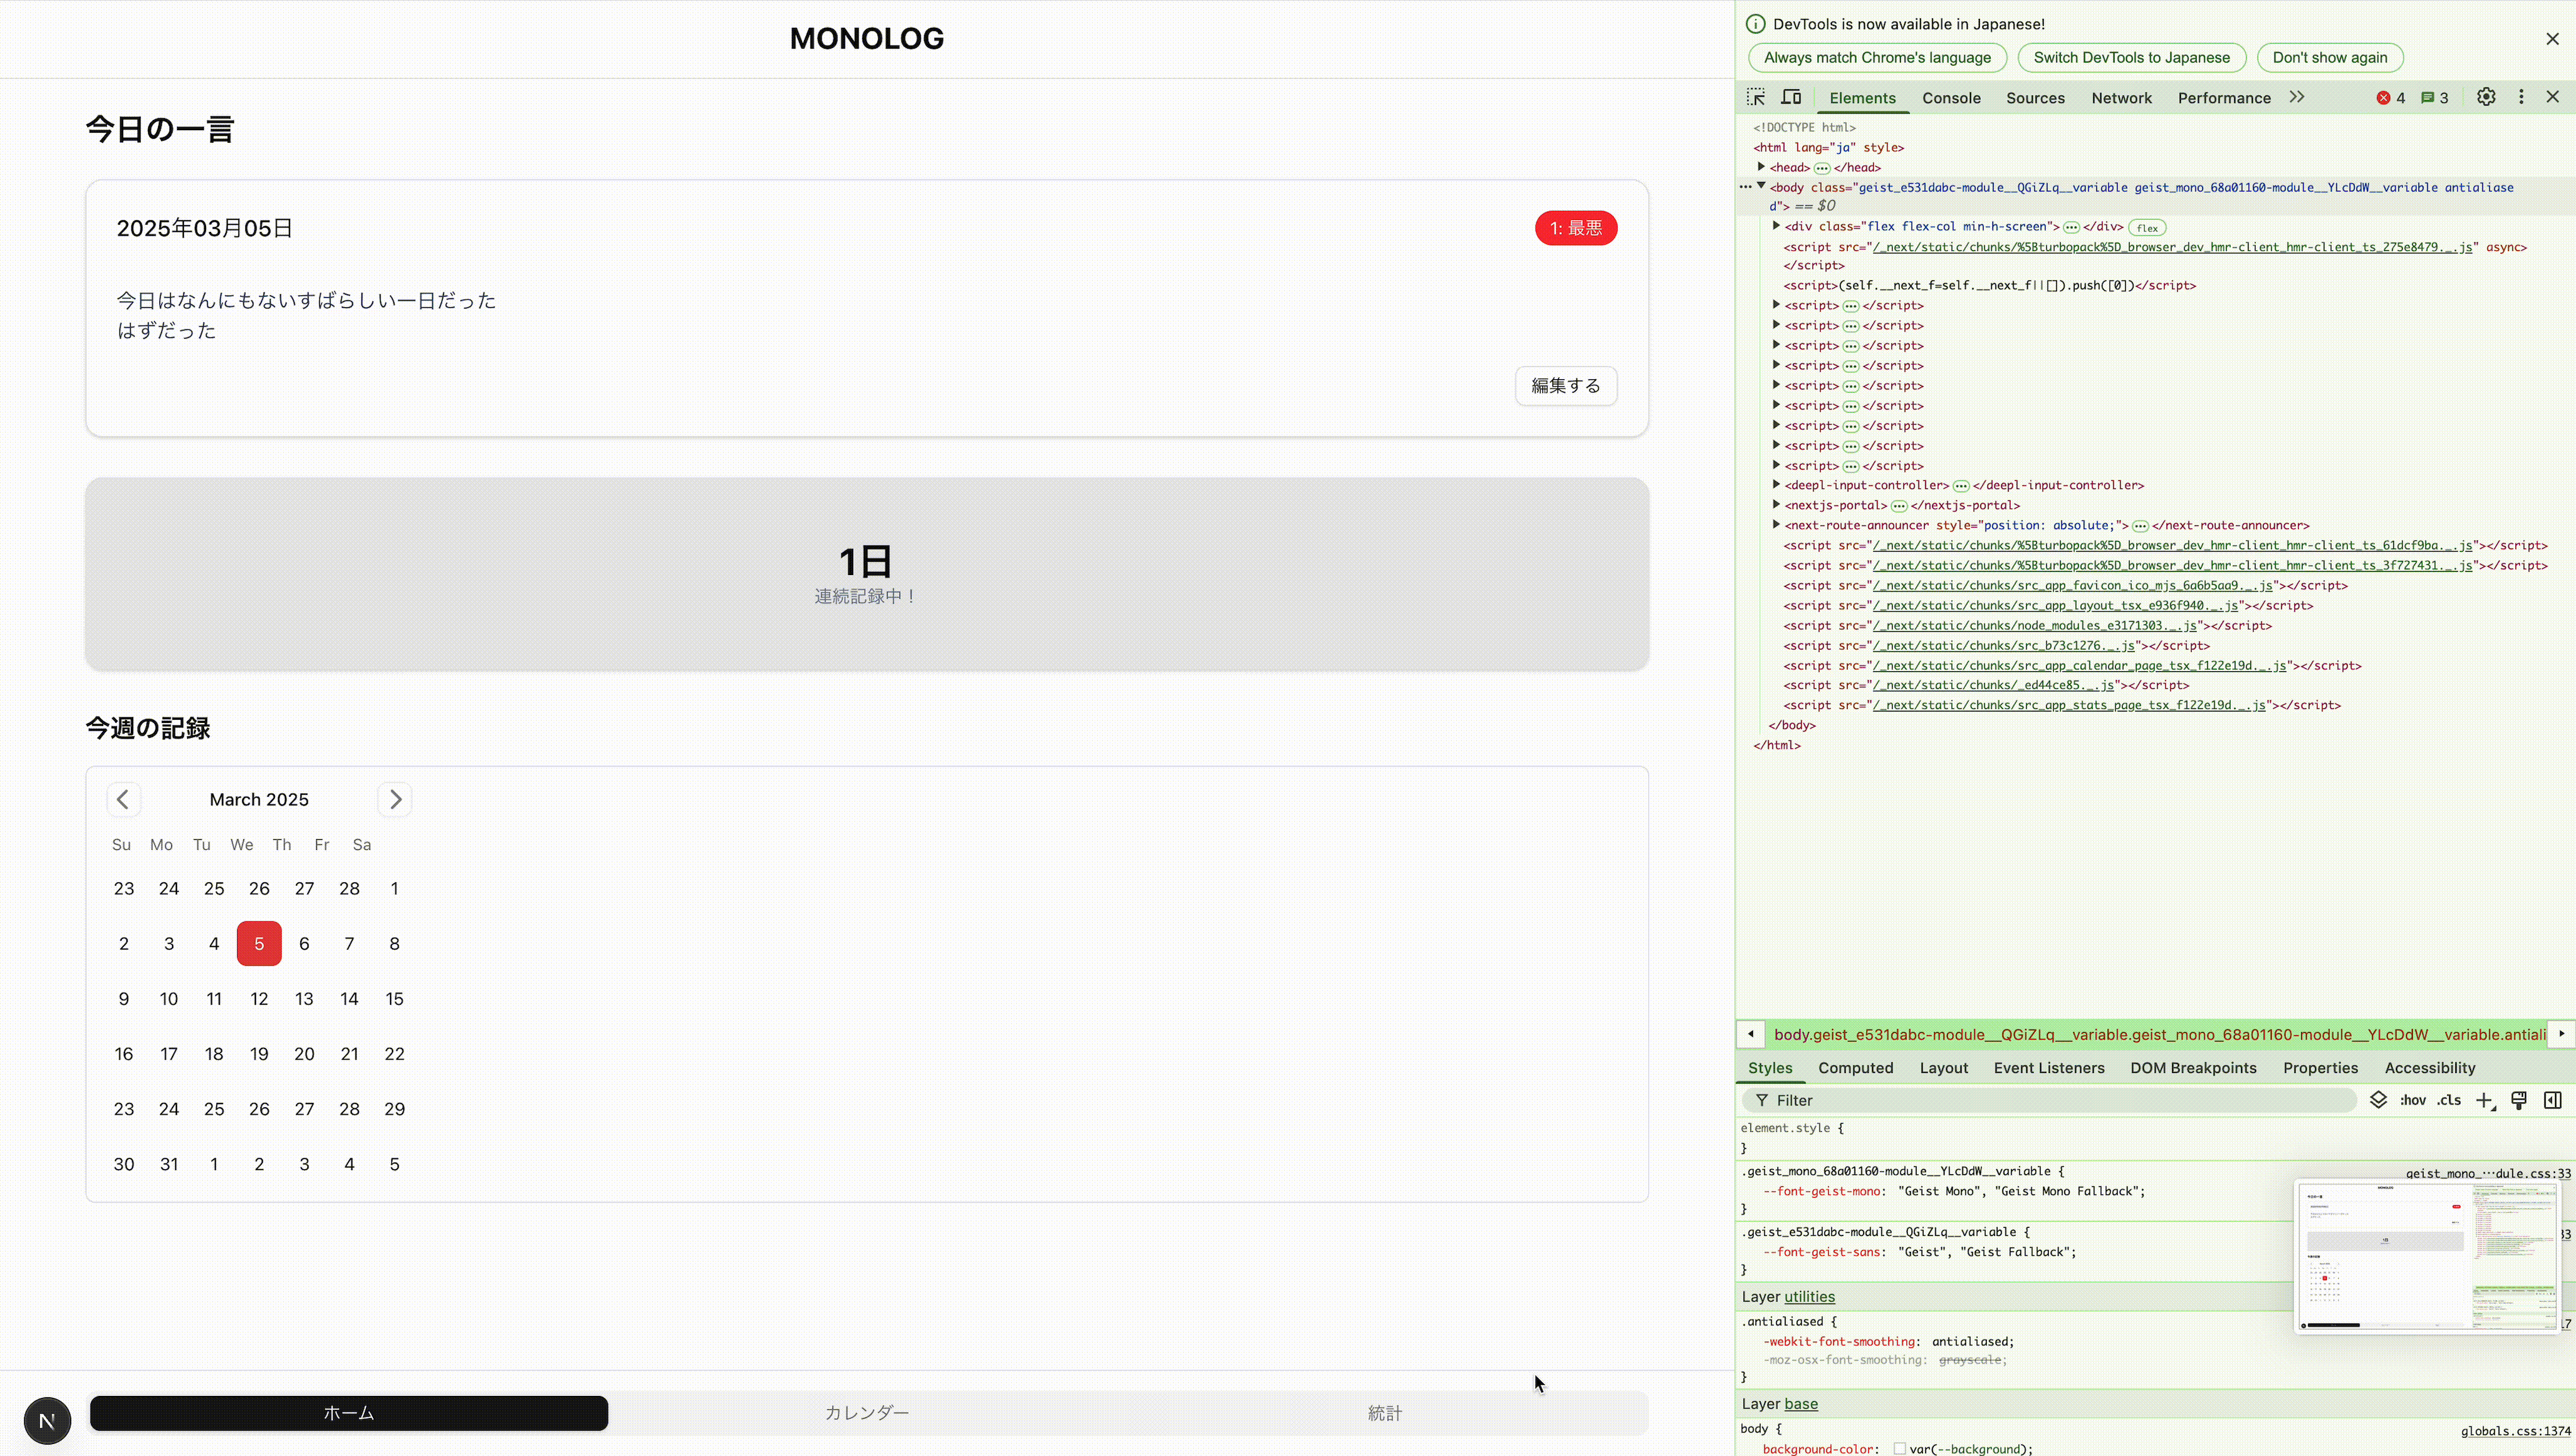 MONOLOG
今日の一言
2025年03月05日
1: 最悪
今日はなんにもないすばらしい一日だった
はずだった
編集する
1日
連続記録中！
今週の記録
March 2025
Su Mo Tu We Th Fr Sa
23 24 25 26 27 28 1
2 3 4 5 6 7 8
9 10 11 12 13 14 15
16 17 18 19 20 21 22
23 24 25 26 27 28 29
30 31 1 2 3 4 5
N
ホーム カレンダー 統計
DevTools is now available in Japanese!
Always match Chrome's language Switch DevTools to Japanese Don't show again
Elements Console Sources Network Performance 4 3
<!DOCTYPE html>
<html lang="ja" style>
<head> </head>
<body class="geist_e531dabc-module__QGiZLq__variable geist_mono_68a01160-module__YLcDdW__variable antialiase
d"> == $0
<div class="flex flex-col min-h-screen"> </div> flex
<script src="/_next/static/chunks/%5Bturbopack%5D_browser_dev_hmr-client_hmr-client_ts_275e8479._.js" async>
</script>
<script>(self.__next_f=self.__next_f||[]).push([0])</script>
<script> </script>
<script> </script>
<script> </script>
<script> </script>
<script> </script>
<script> </script>
<script> </script>
<script> </script>
<script> </script>
<deepl-input-controller> </deepl-input-controller>
<nextjs-portal> </nextjs-portal>
<next-route-announcer style="position: absolute;"> </next-route-announcer>
<script src="/_next/static/chunks/%5Bturbopack%5D_browser_dev_hmr-client_hmr-client_ts_61dcf9ba._.js"></script>
<script src="/_next/static/chunks/%5Bturbopack%5D_browser_dev_hmr-client_hmr-client_ts_3f727431._.js"></script>
<script src="/_next/static/chunks/src_app_favicon_ico_mjs_6a6b5aa9._.js"></script>
<script src="/_next/static/chunks/src_app_layout_tsx_e936f940._.js"></script>
<script src="/_next/static/chunks/node_modules_e3171303._.js"></script>
<script src="/_next/static/chunks/src_b73c1276._.js"></script>
<script src="/_next/static/chunks/src_app_calendar_page_tsx_f122e19d._.js"></script>
<script src="/_next/static/chunks/_ed44ce85._.js"></script>
<script src="/_next/static/chunks/src_app_stats_page_tsx_f122e19d._.js"></script>
</body>
</html>
body.geist_e531dabc-module__QGiZLq__variable.geist_mono_68a01160-module__YLcDdW__variable.antiali
Styles Computed Layout Event Listeners DOM Breakpoints Properties Accessibility
Filter :hov .cls
element.style {
}
.geist_mono_68a01160-module__YLcDdW__variable { geist_mono_…dule.css:33
--font-geist-mono: "Geist Mono", "Geist Mono Fallback";
}
.geist_e531dabc-module__QGiZLq__variable { 33
--font-geist-sans: "Geist", "Geist Fallback";
}
Layer utilities
.antialiased { 17
-webkit-font-smoothing: antialiased;
-moz-osx-font-smoothing: grayscale;
}
Layer base
body { globals.css:1374
background-color: var(--background);